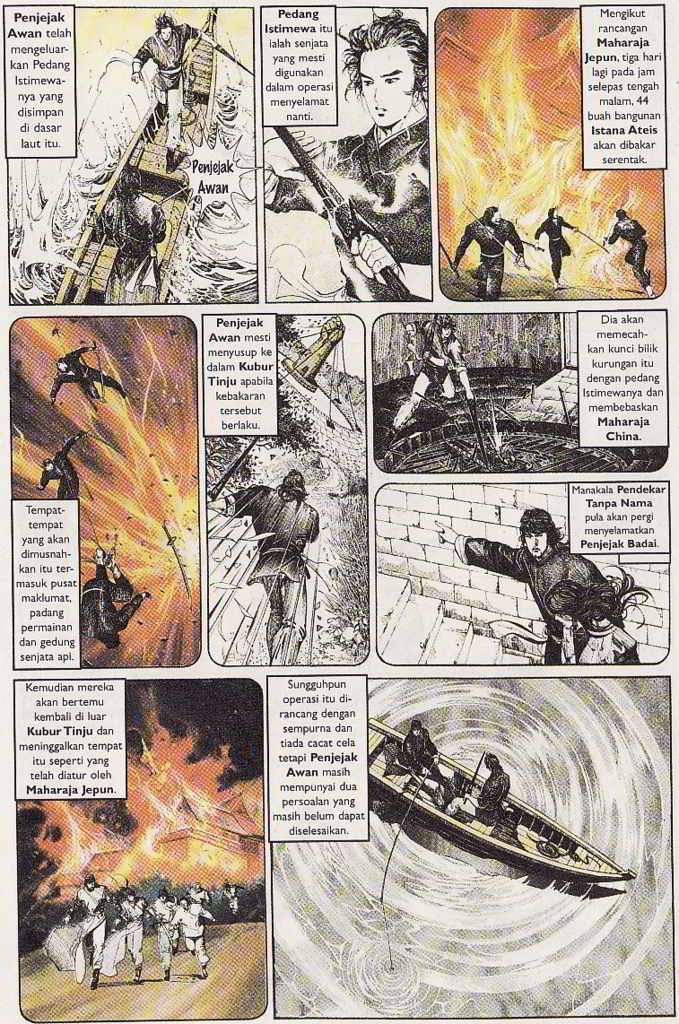 Penjejak
Awan telah
mengeluar-
kan Pedang
Istimewa-
nya yang
disimpan
di dasar
laut itu.
Penjejak
Awan
Pedang
Istimewa itu
ialah senjata
yang mesti
digunakan
dalam operasi
menyelamat
nanti.
Mengikut
rancangan
Maharaja
Jepun, tiga hari
lagi pada jam
selepas tengah
malam, 44
buah bangunan
Istana Ateis
akan dibakar
serentak.
Tempat-
tempat
yang akan
dimusnah-
kan itu ter-
masuk pusat
maklumat,
padang
permainan
dan gedung
senjata api.
Penjejak
Awan mesti
menyusup ke
dalam Kubur
Tinju apabila
kebakaran
tersebut
berlaku.
Dia akan
memecah-
kan kunci bilik
kurungan itu
dengan pedang
Istimewanya dan
membebaskan
Maharaja
China.
Manakala Pendekar
Tanpa Nama
pula akan pergi
menyelamatkan
Penjejak Badai.
Kemudian mereka
akan bertemu
kembali di luar
Kubur Tinju dan
meninggalkan tempat
itu seperti yang
telah diatur oleh
Maharaja Jepun.
Sungguhpun
operasi itu di-
rancang dengan
sempurna dan
tiada cacat cela
tetapi Penjejak
Awan masih
mempunyai dua
persoalan yang
masih belum dapat
diselesaikan.